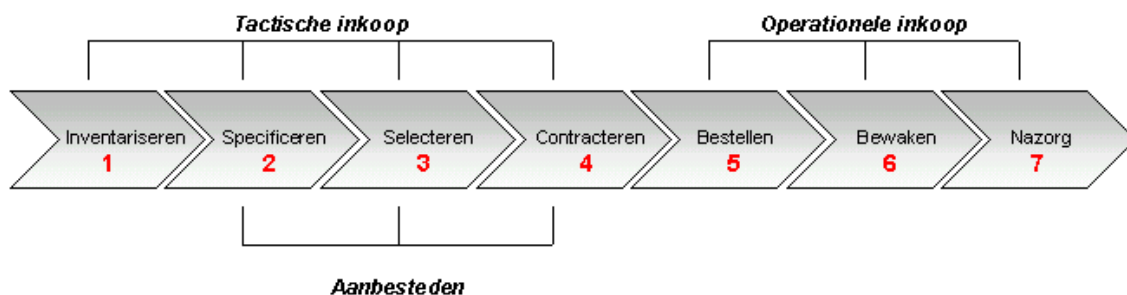 Tactische inkoop
Operationele inkoop
Inventariseren
1
Specificeren
2
Selecteren
3
Contracteren
4
Bestellen
5
Bewaken
6
Nazorg
7
Aanbesteden